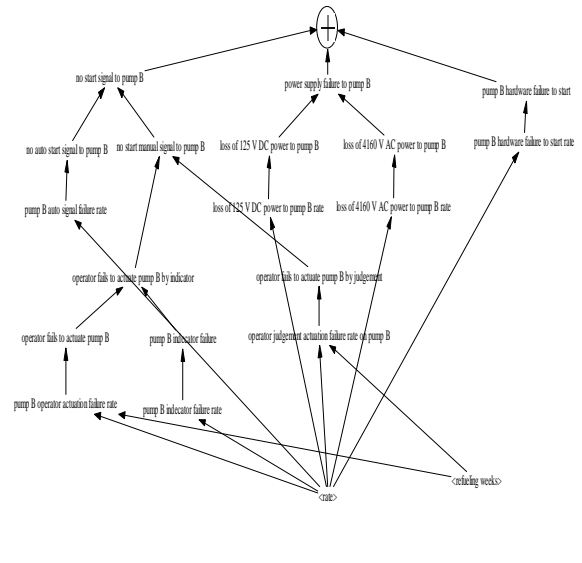 no start signal to pump B
power supply failure to pump B
pump B hardware failure to start
no auto start signal to pump B
no start manual signal to pump B
loss of 125 V DC power to pump B
loss of 4160 V AC power to pump B
pump B hardware failure to start rate
pump B auto signal failure rate
loss of 125 V DC power to pump B rate
loss of 4160 V AC power to pump B rate
operator fails to actuate pump B by indicator
operator fails to actuate pump B by judgement
operator fails to actuate pump B
pump B indecator failure
operator judgement actuation failure rate on pump B
pump B operator actuation failure rate
pump B indecator failure rate
<refueling weeks>
<rate>